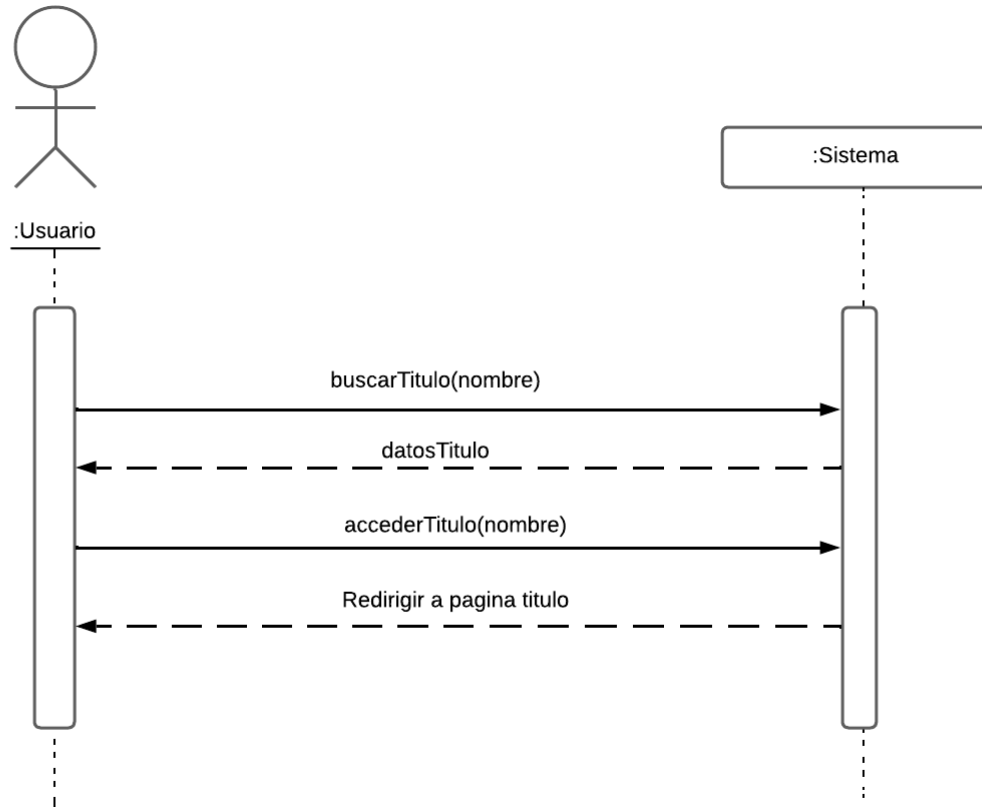 :Sistema
:Usuario
buscarTitulo(nombre)
datosTitulo
accederTitulo(nombre)
Redirigir a pagina titulo